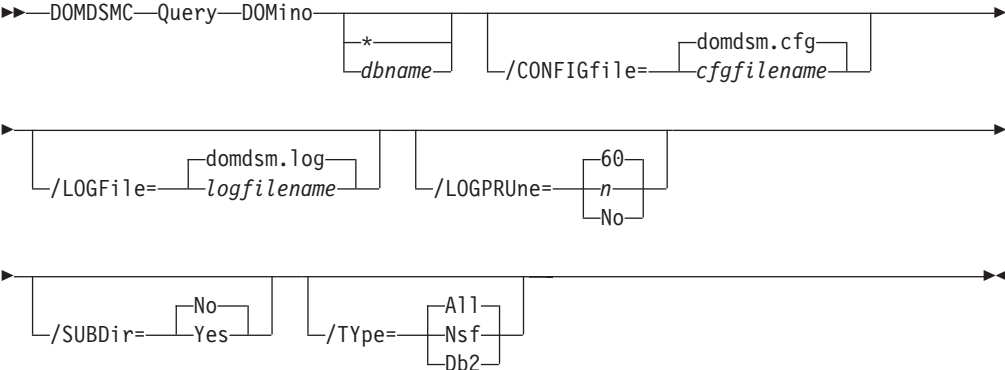 DOMDSMC Query DOMino
*
dbname
/CONFIGfile=
domdsm.cfg
cfgfilename
/LOGFile=
domdsm.log
logfilename
/LOGPRUne=
60
n
No
/SUBDir=
No
Yes
/TYpe=
All
Nsf
Db2